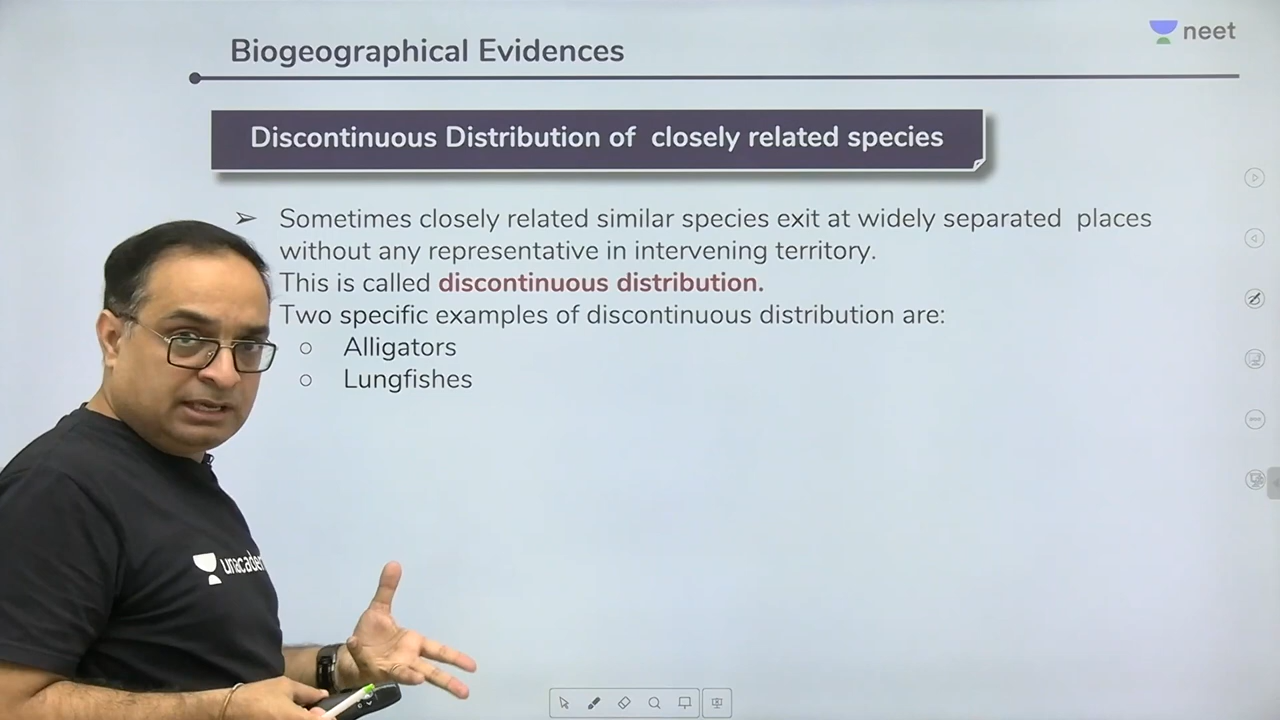 Biogeographical Evidences
neet
Discontinuous Distribution of closely related species
➢ Sometimes closely related similar species exit at widely separated places
without any representative in intervening territory.
This is called discontinuous distribution.
Two specific examples of discontinuous distribution are:
○ Alligators
○ Lungfishes